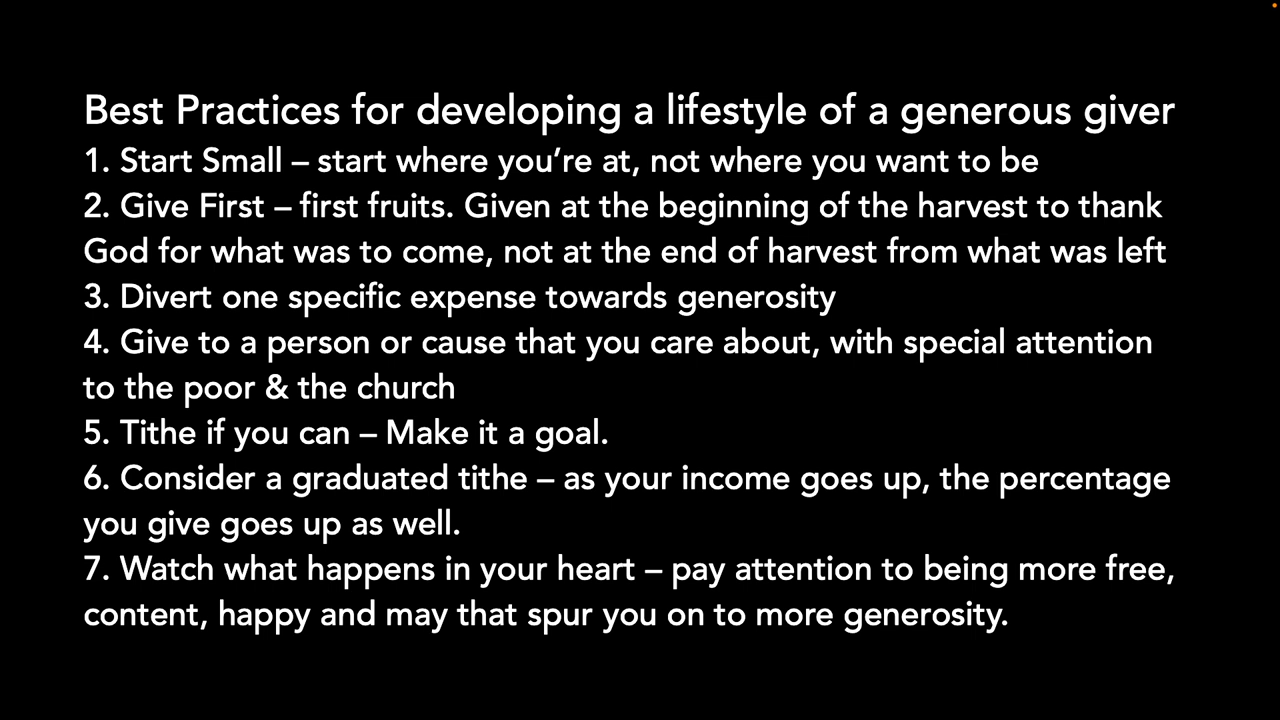 Best Practices for developing a lifestyle of a generous giver
1. Start Small – start where you’re at, not where you want to be
2. Give First – first fruits. Given at the beginning of the harvest to thank
God for what was to come, not at the end of harvest from what was left
3. Divert one specific expense towards generosity
4. Give to a person or cause that you care about, with special attention
to the poor & the church
5. Tithe if you can – Make it a goal.
6. Consider a graduated tithe – as your income goes up, the percentage
you give goes up as well.
7. Watch what happens in your heart – pay attention to being more free,
content, happy and may that spur you on to more generosity.